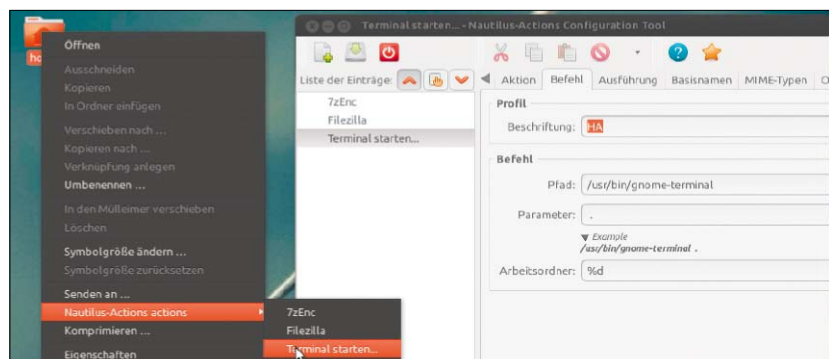 ho
Öffnen
Ausschneiden
Kopieren
In Ordner einfügen
Verschieben nach ...
Kopieren nach ...
Verknüpfung anlegen
Umbenennen ...
In den Mülleimer verschieben
Löschen
Symbolgröße ändern ...
Symbolgröße zurücksetzen
Senden an ...
Nautilus-Actions actions
Komprimieren ...
Eigenschaften
7zEnc
Filezilla
Terminal starten...
Terminal starten... - Nautilus-Actions Configuration Tool
Liste der Einträge:
7zEnc
Filezilla
Terminal starten...
Aktion Befehl Ausführung Basisnamen MIME-Typen O
Profil
Beschriftung: HA
Befehl
Pfad: /usr/bin/gnome-terminal
Parameter: .
Example
/usr/bin/gnome-terminal .
Arbeitsordner: %d